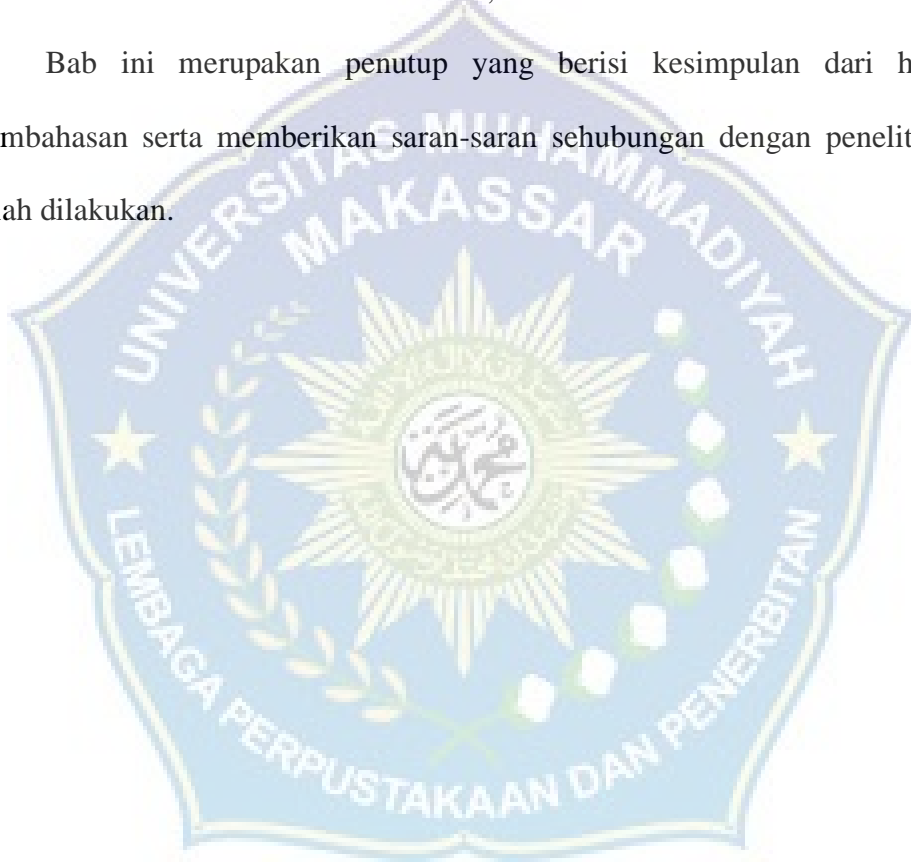 Bab ini merupakan penutup yang berisi kesimpulan dari h
mbahasan serta memberikan saran-saran sehubungan dengan penelit
ah dilakukan.
UNIVERSITAS MUHAMMADIYAH
MAKASSAR
محمد
LEMBAGA PERPUSTAKAAN DAN PENERBITAN